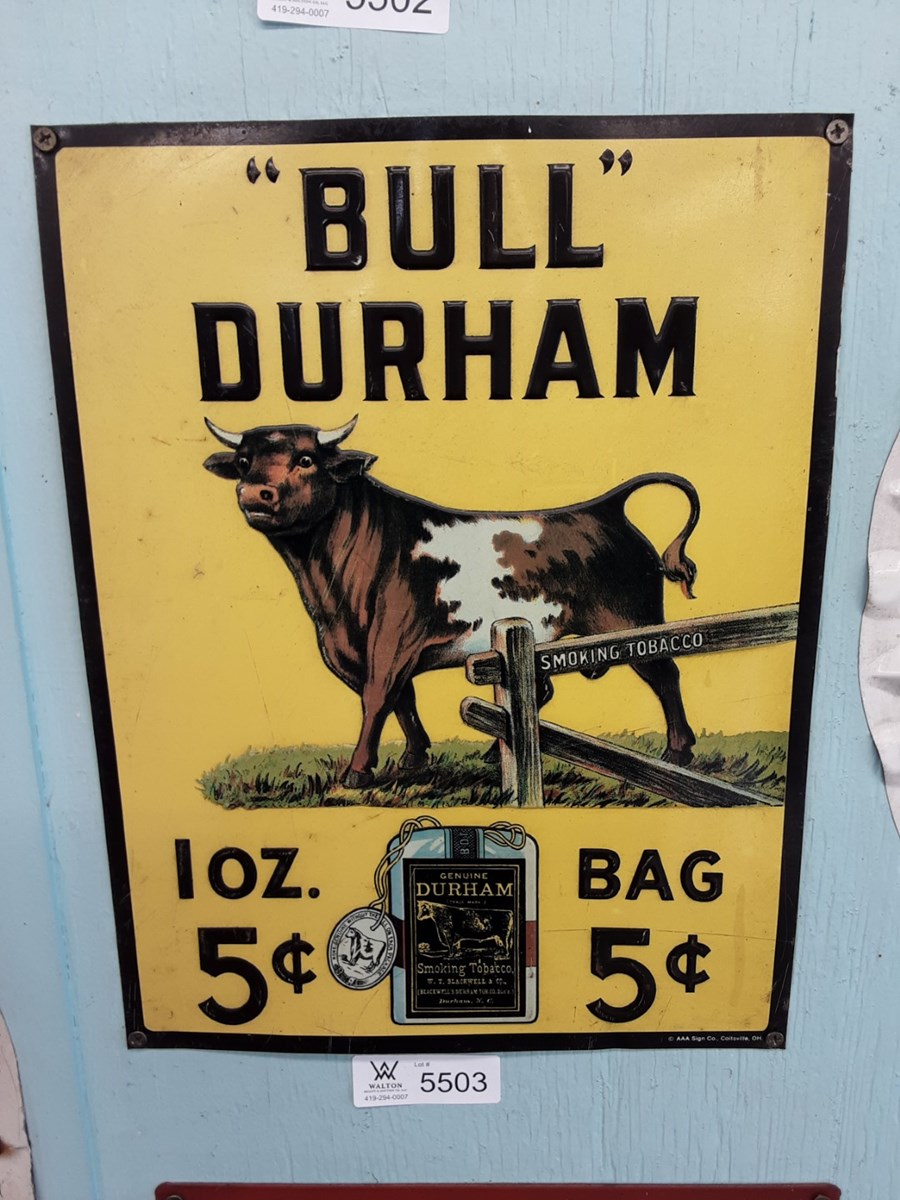 5502
419-294-0007
"BULL"
DURHAM
SMOKING TOBACCO
1 OZ.
5¢
BAG
5¢
GENUINE
DURHAM
Smoking Tobacco,
W. T. BLACKWELL & CO.
Durham, N. C.
© AAA Sign Co., Coitsville, OH
WALTON
419-294-0007
Lot #
5503